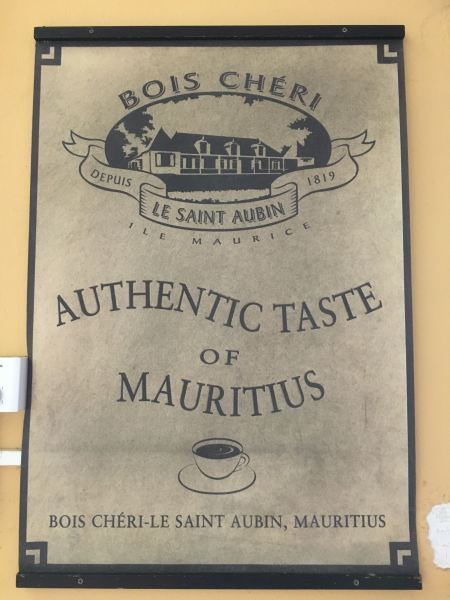 BOIS CHÉRI
DEPUIS 1819
LE SAINT AUBIN
ILE MAURICE
AUTHENTIC TASTE
OF
MAURITIUS
BOIS CHÉRI-LE SAINT AUBIN, MAURITIUS